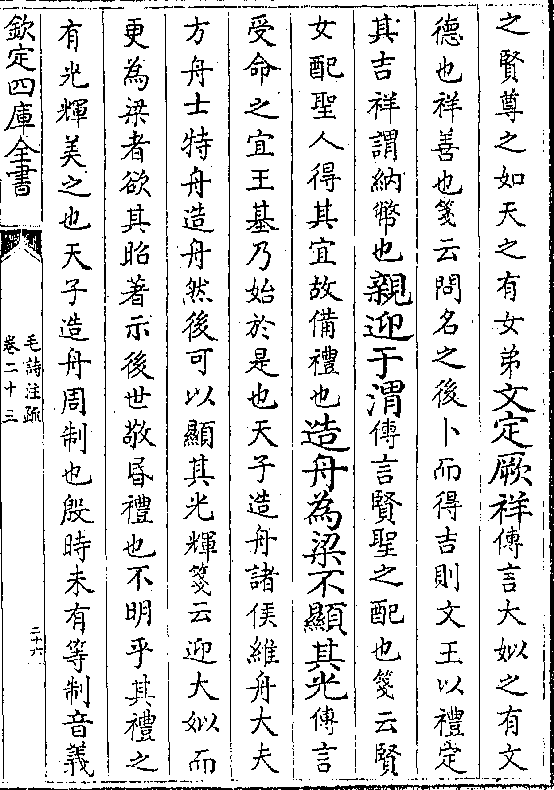 之賢尊之如天之有女弟文定厥祥傳言大姒之有文
德也祥善也箋云問名之後卜而得吉則文王以禮定
其吉祥謂納幣也親迎于渭傳言賢聖之配也箋云賢
女配聖人得其宜故備禮也造舟為梁不顯其光傳言
受命之宜王基乃始於是也天子造舟諸侯維舟大夫
方舟士特舟造舟然後可以顯其光輝箋云迎大姒而
更為梁者欲其昭著示後世敬昏禮也不明乎其禮之
有光輝美之也天子造舟周制也殷時未有等制音義
欽定四庫全書
毛詩注疏
卷二十三
二十六